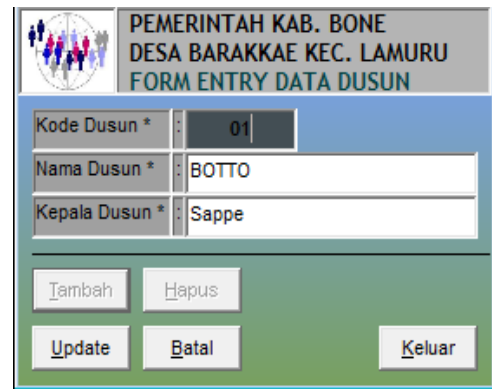 PEMERINTAH KAB. BONE
DESA BARAKKAE KEC. LAMURU
FORM ENTRY DATA DUSUN
Kode Dusun * : 01
Nama Dusun * : BOTTO
Kepala Dusun * : Sappe
Tambah Hapus
Update Batal Keluar